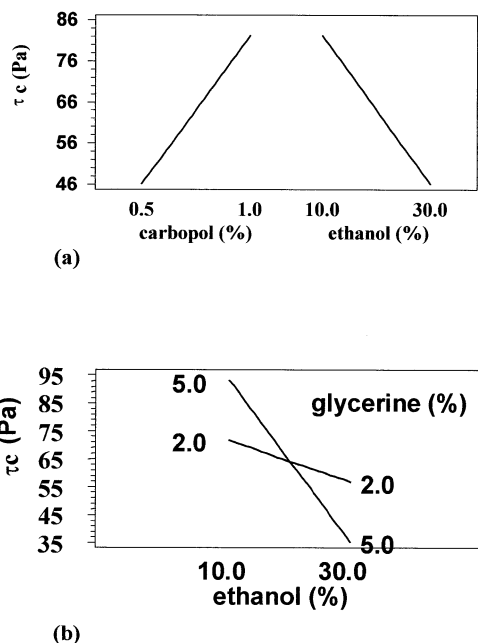 86
76
66
56
46
τ c (Pa)
0.5 1.0 10.0 30.0
carbopol (%) ethanol (%)
(a)
95
85
75
65
55
45
35
τc (Pa)
5.0
2.0
glycerine (%)
2.0
5.0
10.0 30.0
ethanol (%)
(b)